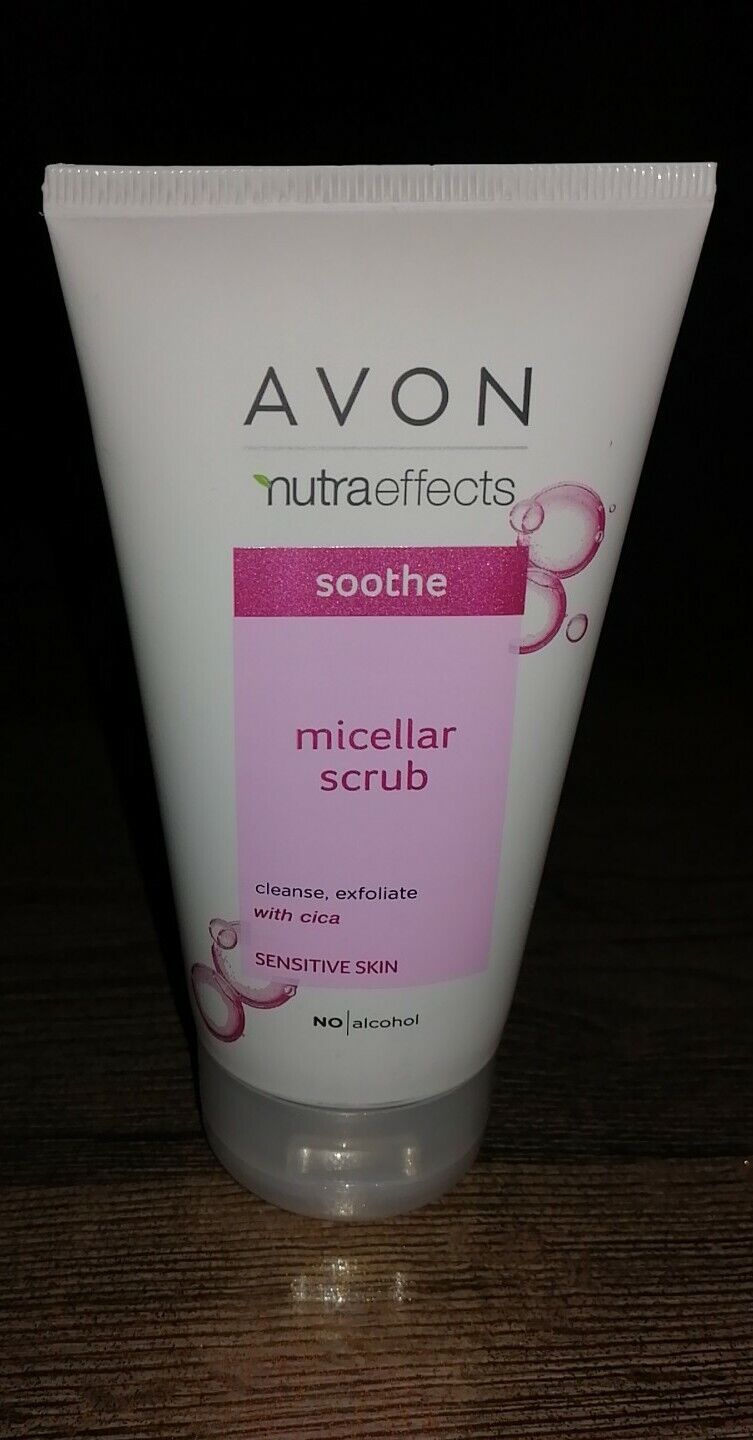 AVON
nutraeffects
soothe
micellar
scrub
cleanse, exfoliate
with cica
SENSITIVE SKIN
NO|alcohol